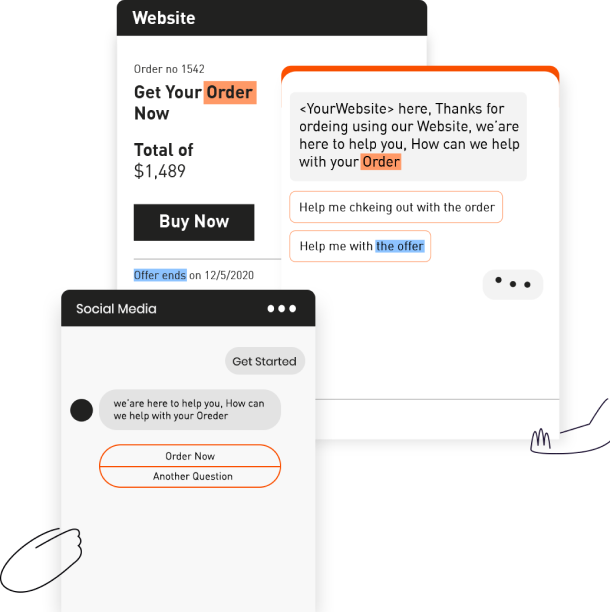 Website
Order no 1542
Get Your Order
Now
Total of
$1,489
Buy Now
Offer ends on 12/5/2020
<YourWebsite> here, Thanks for
ordeing using our Website, we'are
here to help you, How can we help
with your Order
Help me chkeing out with the order
Help me with the offer
Social Media
Get Started
we'are here to help you, How can
we help with your Oreder
Order Now
Another Question